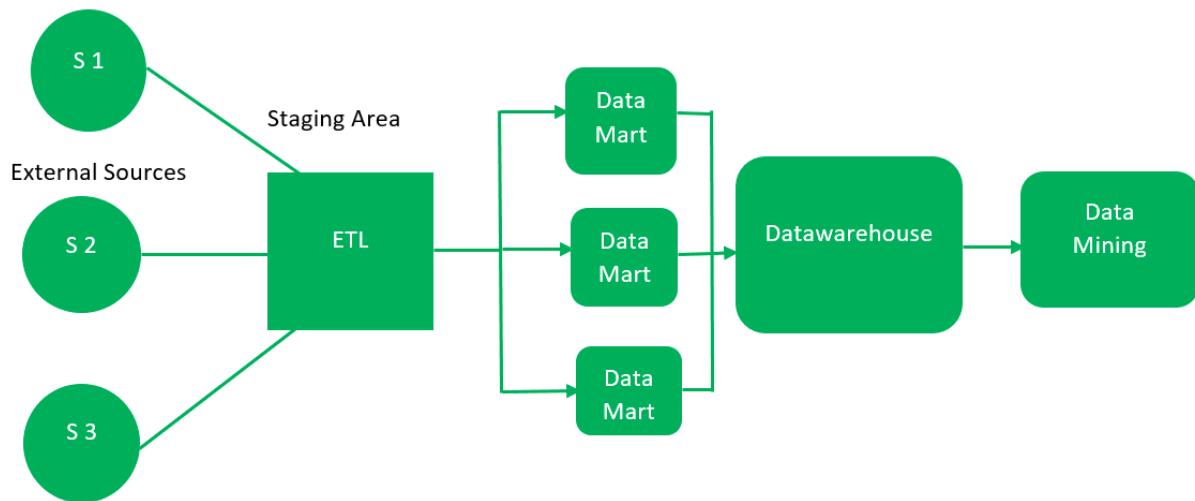 S 1
Staging Area
External Sources
S 2
S 3
ETL
Data
Mart
Data
Mart
Data
Mart
Datawarehouse
Data
Mining